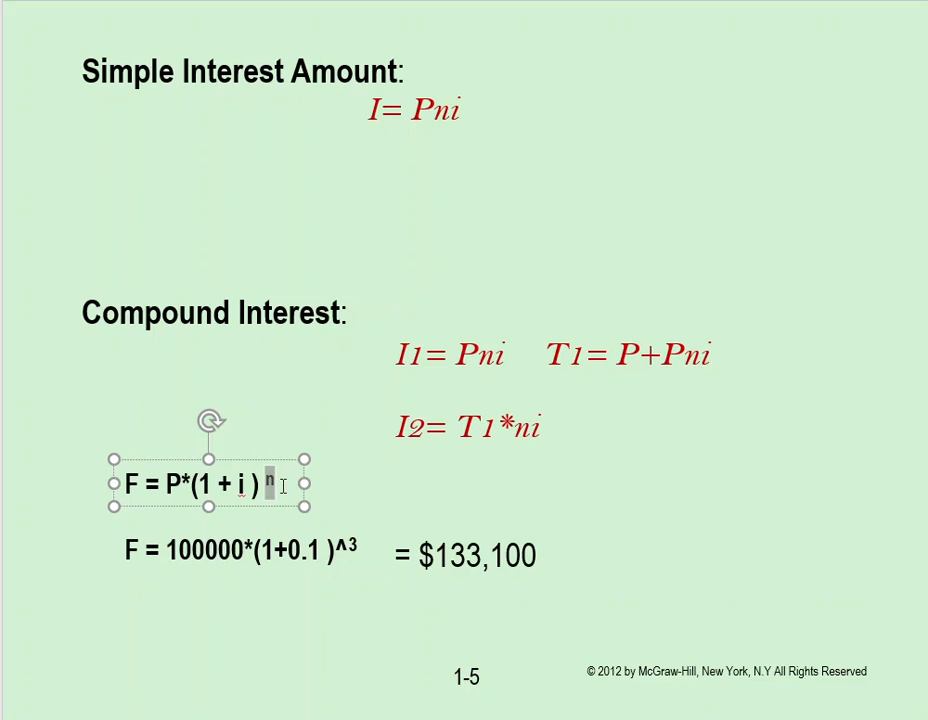 Simple Interest Amount:
I= Pni
Compound Interest:
I1= Pni T1= P+Pni
I2= T1*ni
F = P*(1 + i ) n
F = 100000*(1+0.1 )^3 = $133,100
1-5
© 2012 by McGraw-Hill, New York, N.Y All Rights Reserved